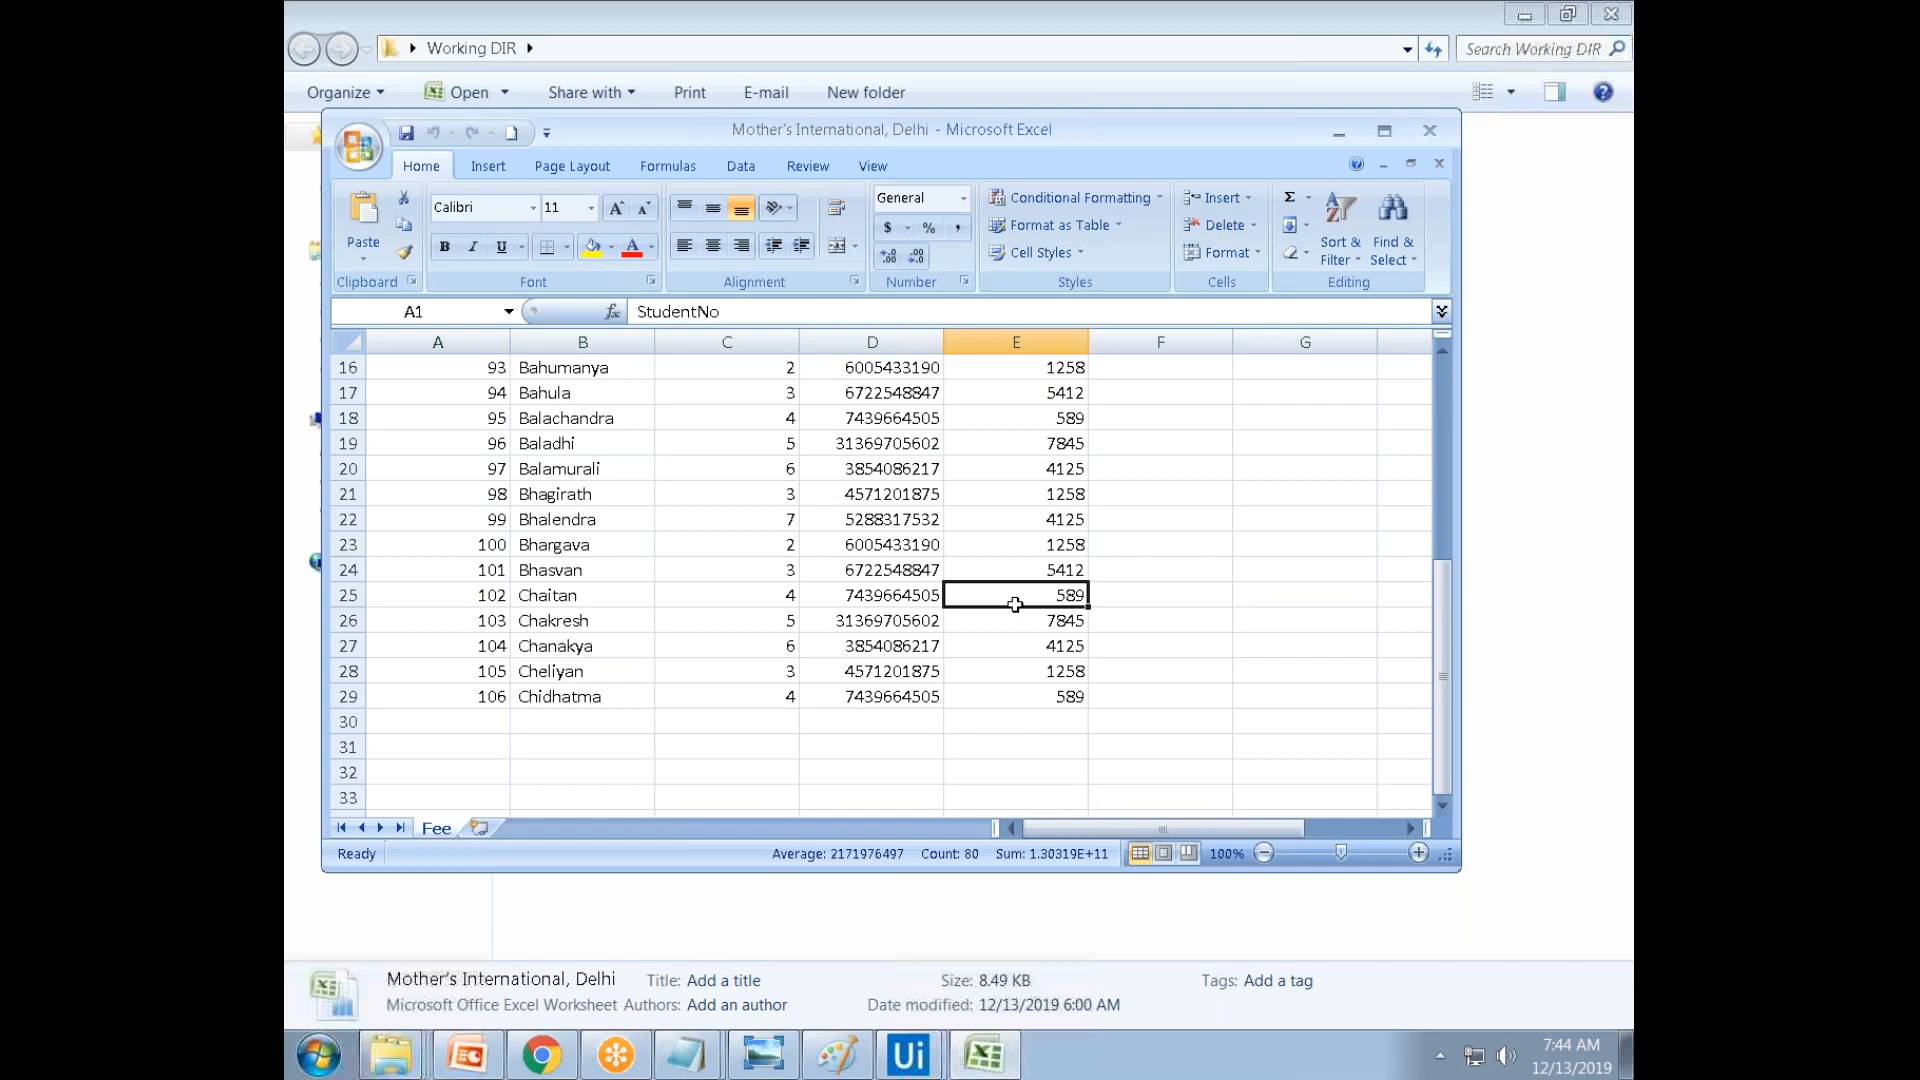 Working DIR
Search Working DIR
Organize Open Share with Print E-mail New folder
Mother's International, Delhi - Microsoft Excel
Home Insert Page Layout Formulas Data Review View
Calibri 11 General Conditional Formatting Insert Σ
$ % , Format as Table Delete
Paste B I U A Cell Styles Format Sort & Filter Find & Select
Clipboard Font Alignment Number Styles Cells Editing
A1 fx StudentNo
A B C D E F G
16 93 Bahumanya 2 6005433190 1258
17 94 Bahula 3 6722548847 5412
18 95 Balachandra 4 7439664505 589
19 96 Baladhi 5 31369705602 7845
20 97 Balamurali 6 3854086217 4125
21 98 Bhagirath 3 4571201875 1258
22 99 Bhalendra 7 5288317532 4125
23 100 Bhargava 2 6005433190 1258
24 101 Bhasvan 3 6722548847 5412
25 102 Chaitan 4 7439664505 589
26 103 Chakresh 5 31369705602 7845
27 104 Chanakya 6 3854086217 4125
28 105 Cheliyan 3 4571201875 1258
29 106 Chidhatma 4 7439664505 589
30
31
32
33
Fee
Ready Average: 2171976497 Count: 80 Sum: 1.30319E+11 100%
Mother's International, Delhi Title: Add a title Size: 8.49 KB Tags: Add a tag
Microsoft Office Excel Worksheet Authors: Add an author Date modified: 12/13/2019 6:00 AM
Ui
7:44 AM
12/13/2019